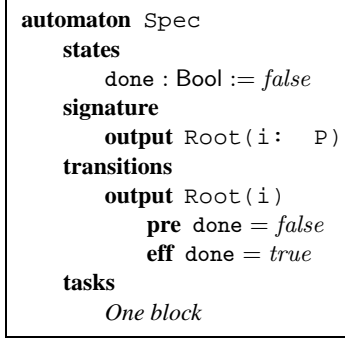 automaton Spec
states
done : Bool := false
signature
output Root(i: P)
transitions
output Root(i)
pre done = false
eff done = true
tasks
One block